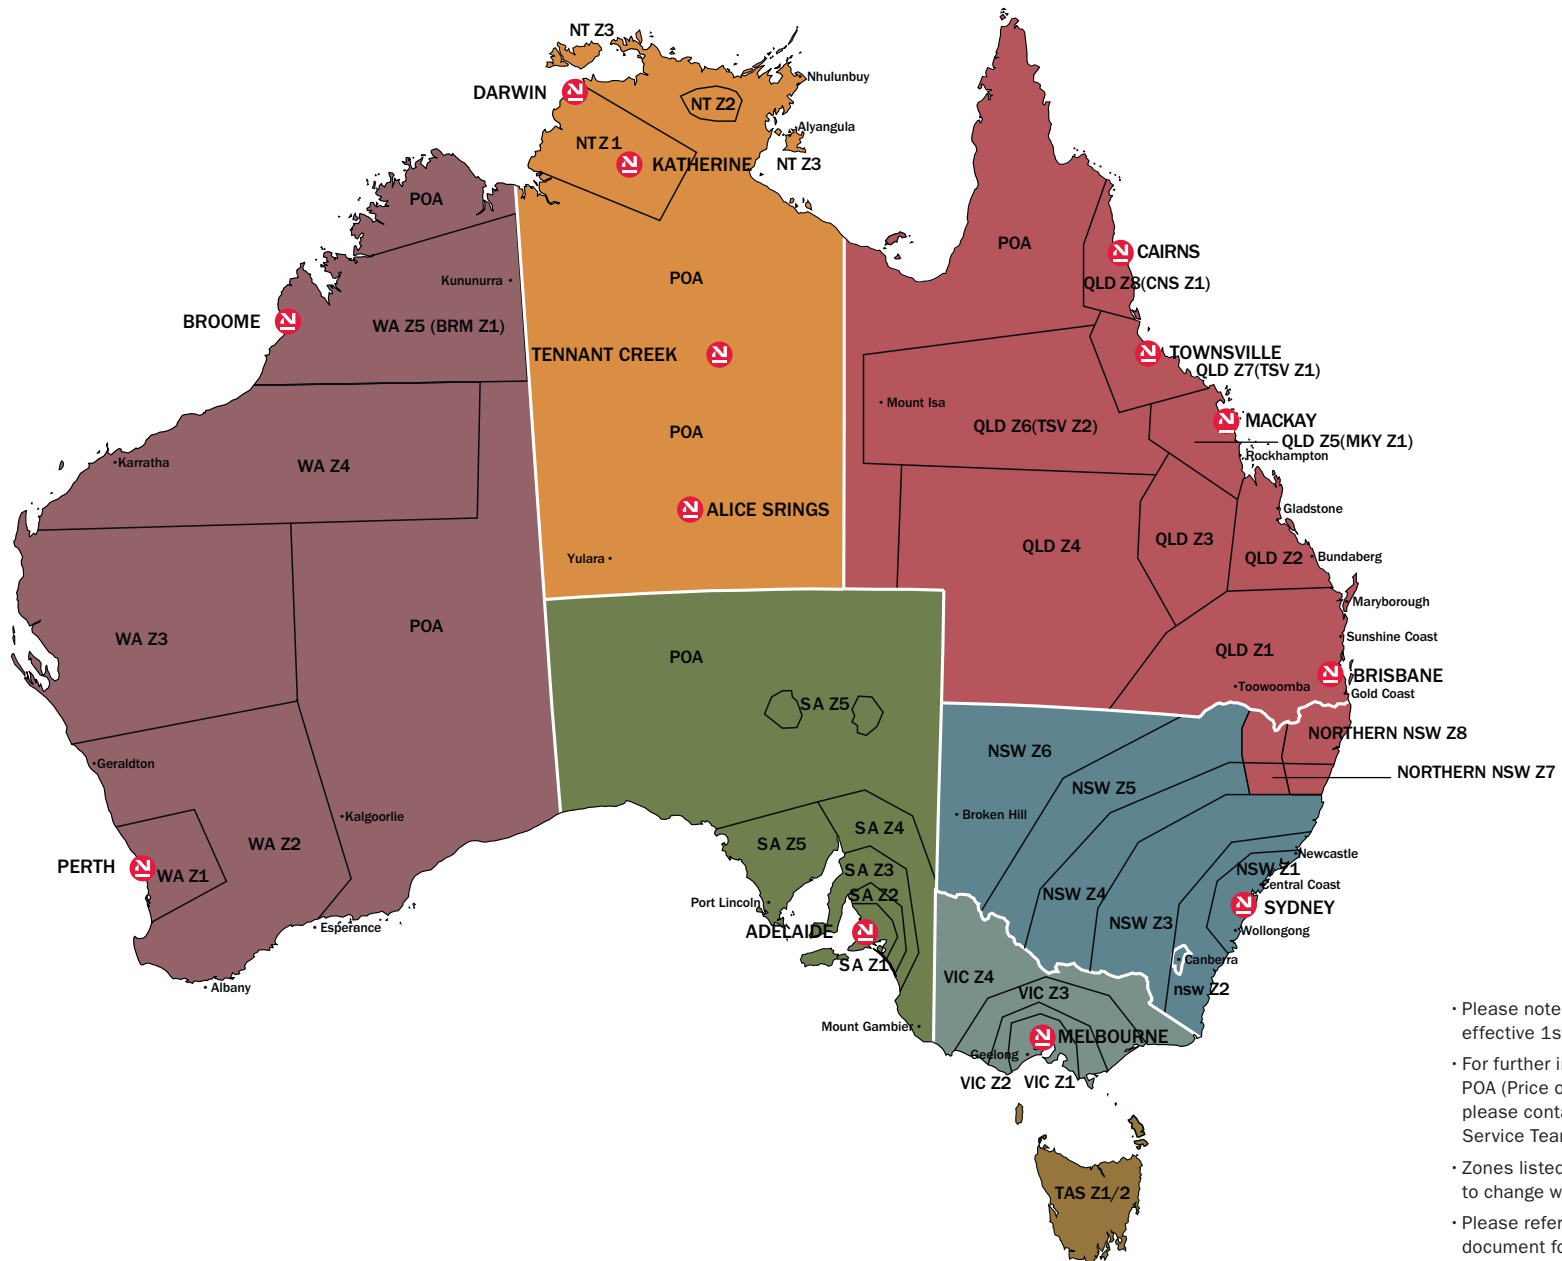 NT Z3
DARWIN
Nhulunbuy
NT Z2
Alyangula
NT Z1
KATHERINE
NT Z3
POA
POA
CAIRNS
POA
Kununurra
QLD Z8(CNS Z1)
BROOME
WA Z5 (BRM Z1)
TENNANT CREEK
TOWNSVILLE
QLD Z7(TSV Z1)
Mount Isa
MACKAY
POA
QLD Z6(TSV Z2)
QLD Z5(MKY Z1)
Rockhampton
Karratha
WA Z4
ALICE SRINGS
Gladstone
QLD Z4
QLD Z3
QLD Z2
Bundaberg
Yulara
Maryborough
WA Z3
POA
Sunshine Coast
POA
QLD Z1
BRISBANE
Toowoomba
Gold Coast
SA Z5
NORTHERN NSW Z8
NSW Z6
Geraldton
NORTHERN NSW Z7
NSW Z5
Kalgoorlie
Broken Hill
SA Z4
WA Z2
SA Z5
Newcastle
PERTH
WA Z1
SA Z3
NSW Z1
Central Coast
SA Z2
NSW Z4
Port Lincoln
SYDNEY
NSW Z3
Esperance
ADELAIDE
Wollongong
Canberra
SA Z1
VIC Z4
Albany
nsw Z2
VIC Z3
Mount Gambier
MELBOURNE
Geelong
VIC Z2
VIC Z1
TAS Z1/2
• Please note
effective 1s
• For further i
POA (Price o
please conta
Service Tea
• Zones listed
to change w
• Please refer
document fo